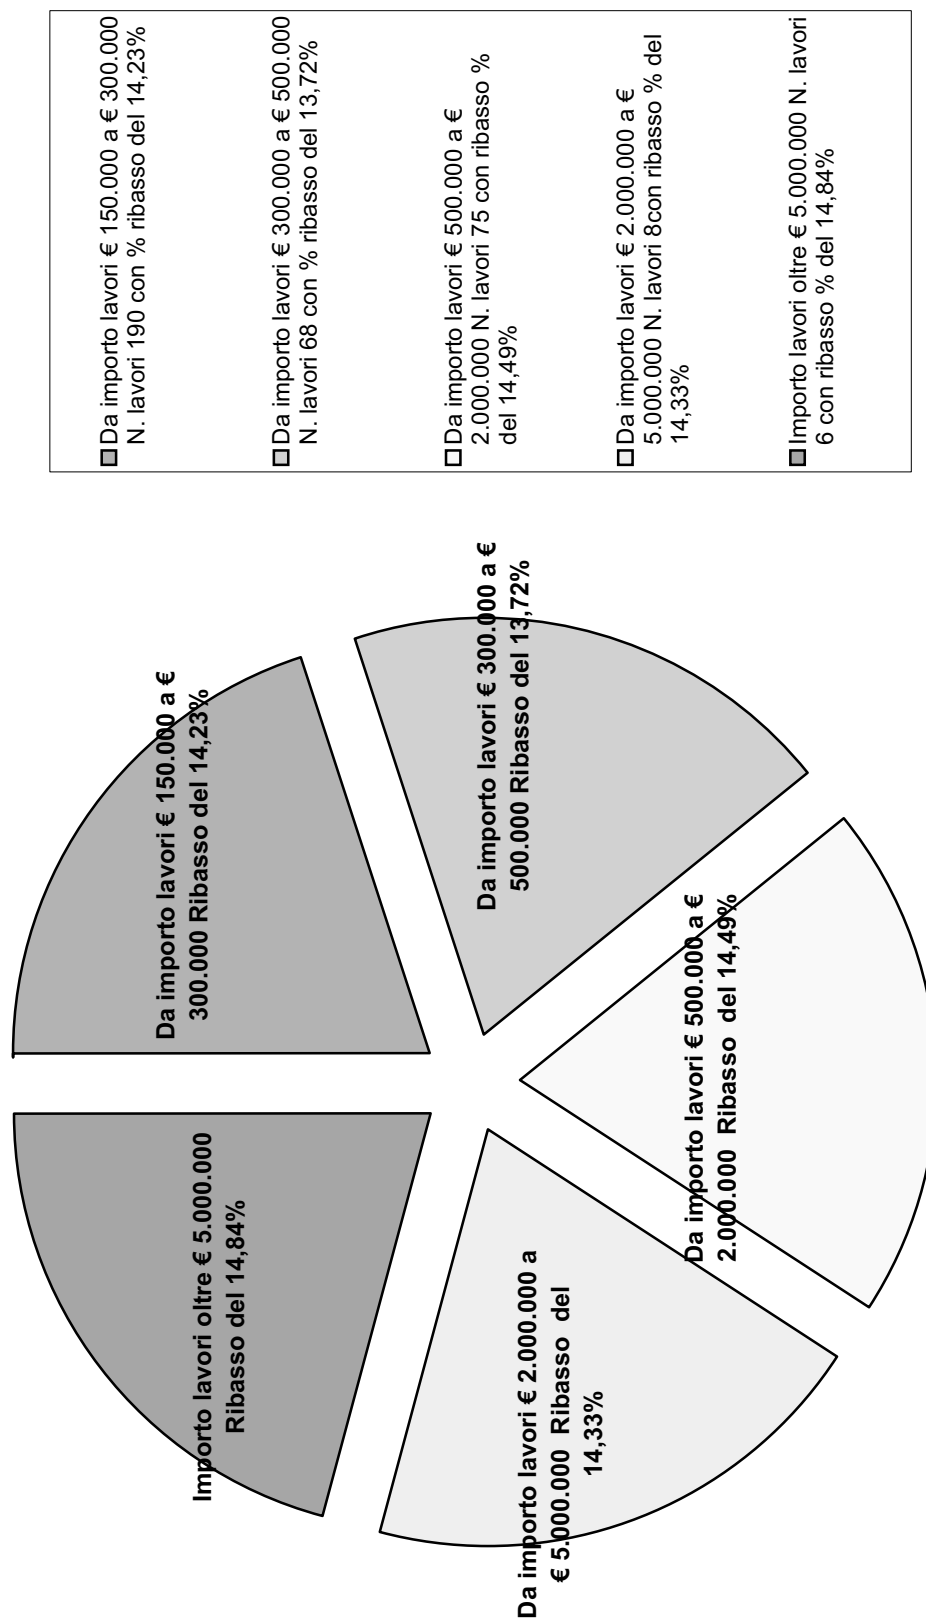 Da importo lavori € 150.000 a €
300.000 Ribasso del 14,23%
Da importo lavori € 300.000 a €
500.000 Ribasso del 13,72%
Da importo lavori € 500.000 a €
2.000.000 Ribasso del 14,49%
Da importo lavori € 2.000.000 a
€ 5.000.000 Ribasso del
14,33%
Importo lavori oltre € 5.000.000
Ribasso del 14,84%
Da importo lavori € 150.000 a € 300.000
N. lavori 190 con % ribasso del 14,23%
Da importo lavori € 300.000 a € 500.000
N. lavori 68 con % ribasso del 13,72%
Da importo lavori € 500.000 a €
2.000.000 N. lavori 75 con ribasso %
del 14,49%
Da importo lavori € 2.000.000 a €
5.000.000 N. lavori 8con ribasso % del
14,33%
Importo lavori oltre € 5.000.000 N. lavori
6 con ribasso % del 14,84%